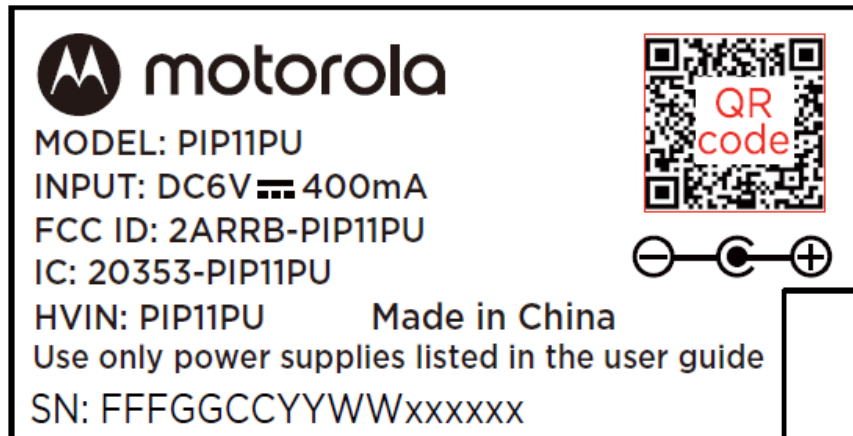 motorola
QR
code
MODEL: PIP11PU
INPUT: DC6V⎓400mA
FCC ID: 2ARRB-PIP11PU
IC: 20353-PIP11PU
HVIN: PIP11PU Made in China
Use only power supplies listed in the user guide
SN: FFFGGCCYYWWxxxxxx